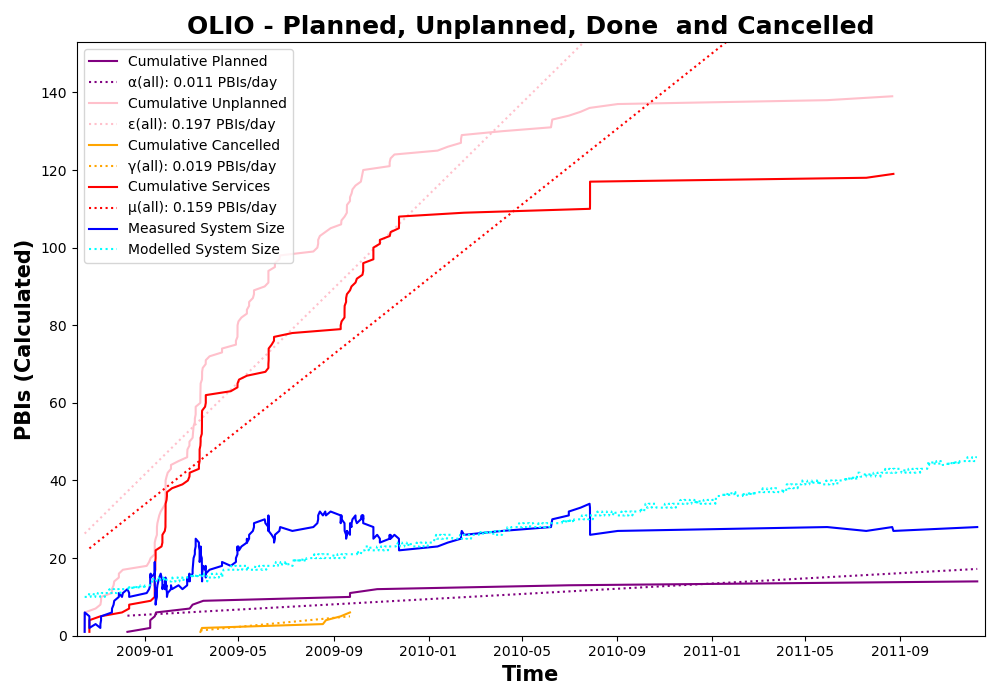 OLIO - Planned, Unplanned, Done  and Cancelled
Cumulative Planned
α(all): 0.011 PBIs/day
Cumulative Unplanned
ε(all): 0.197 PBIs/day
Cumulative Cancelled
γ(all): 0.019 PBIs/day
Cumulative Services
μ(all): 0.159 PBIs/day
Measured System Size
Modelled System Size
PBIs (Calculated)
140
120
100
80
60
40
20
0
2009-01 2009-05 2009-09 2010-01 2010-05 2010-09 2011-01 2011-05 2011-09
Time